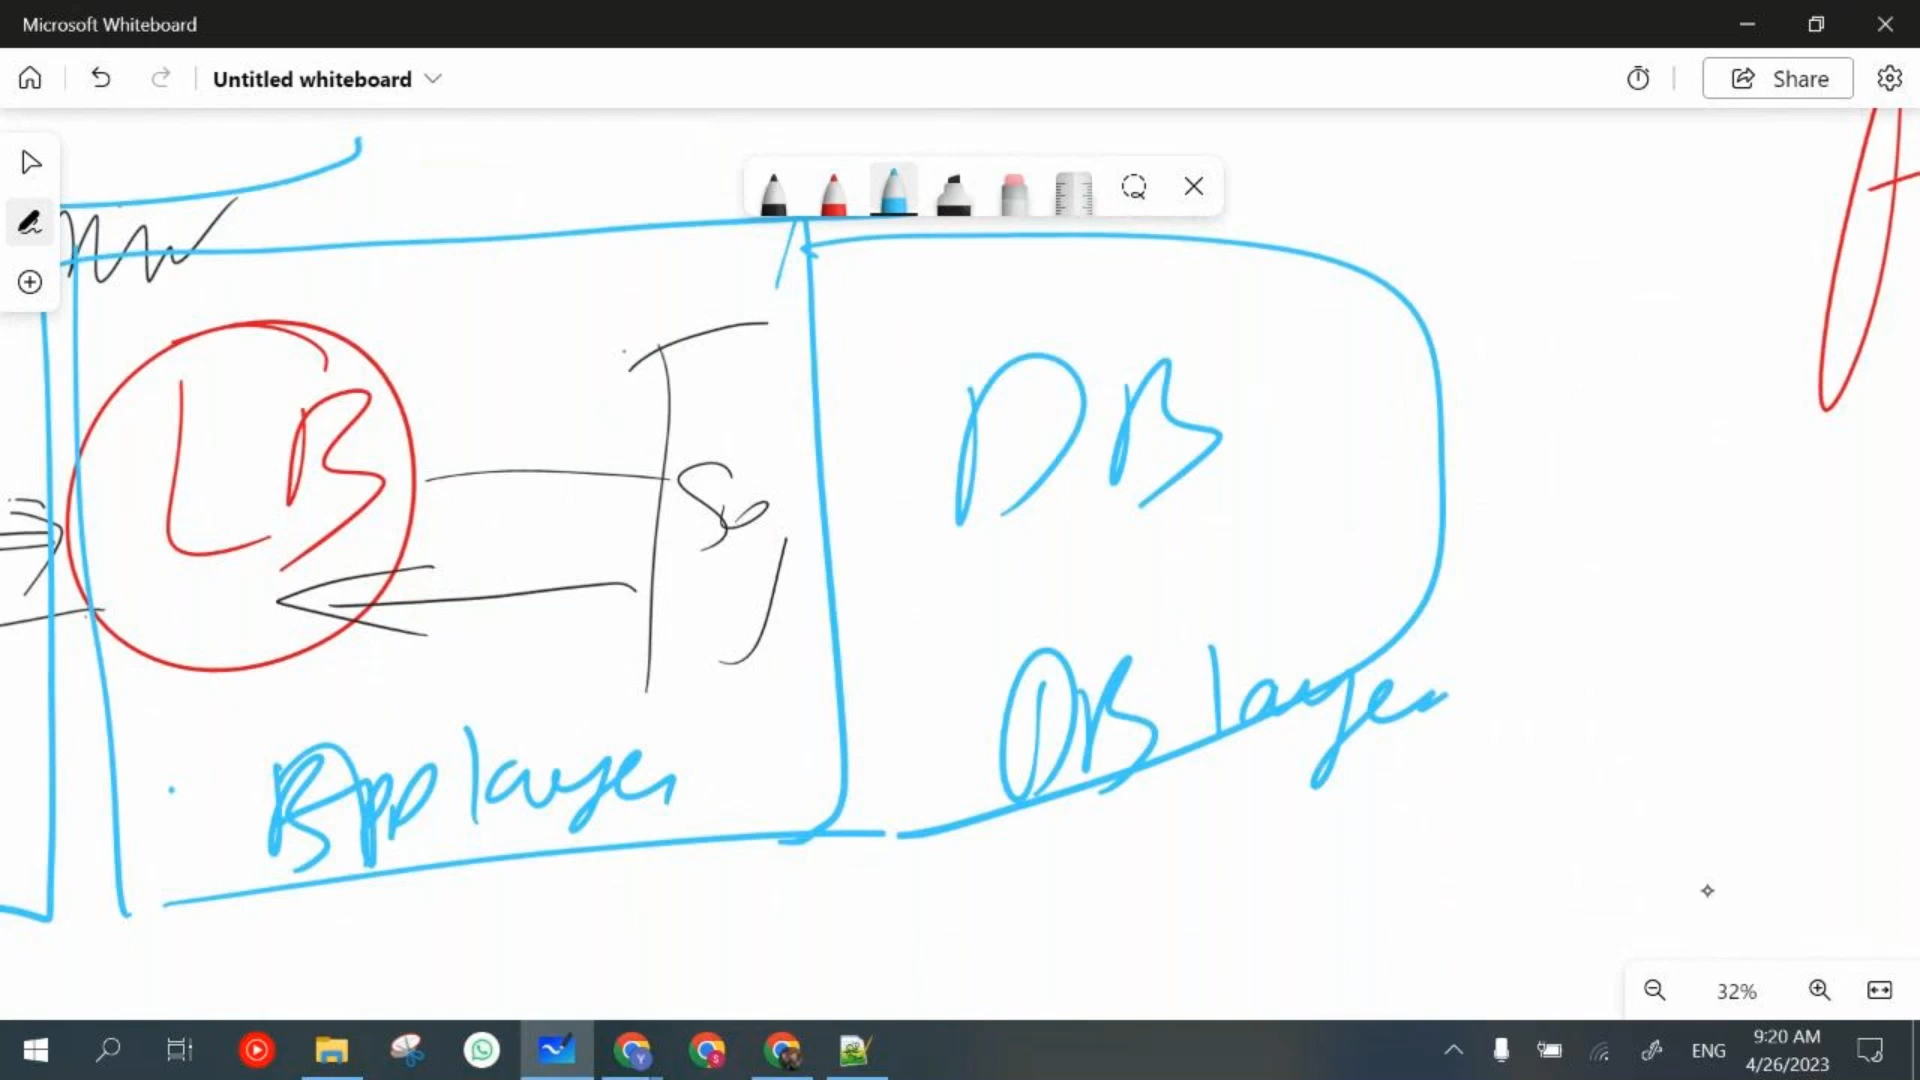 Microsoft Whiteboard
Untitled whiteboard
Share
LB
DB
App layer
DB layer
32%
ENG
9:20 AM
4/26/2023